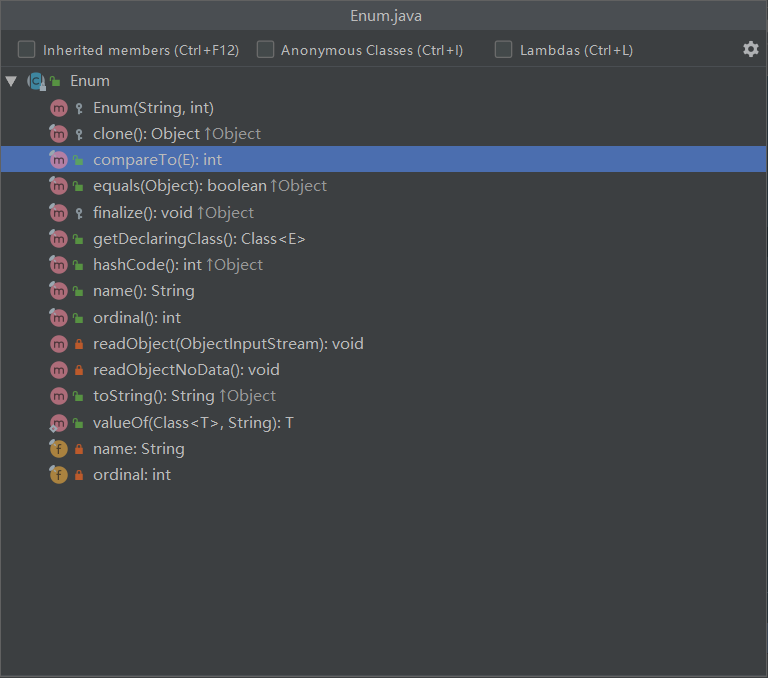 Enum.java
Inherited members (Ctrl+F12) Anonymous Classes (Ctrl+I) Lambdas (Ctrl+L)
Enum
Enum(String, int)
clone(): Object ↑Object
compareTo(E): int
equals(Object): boolean ↑Object
finalize(): void ↑Object
getDeclaringClass(): Class<E>
hashCode(): int ↑Object
name(): String
ordinal(): int
readObject(ObjectInputStream): void
readObjectNoData(): void
toString(): String ↑Object
valueOf(Class<T>, String): T
name: String
ordinal: int